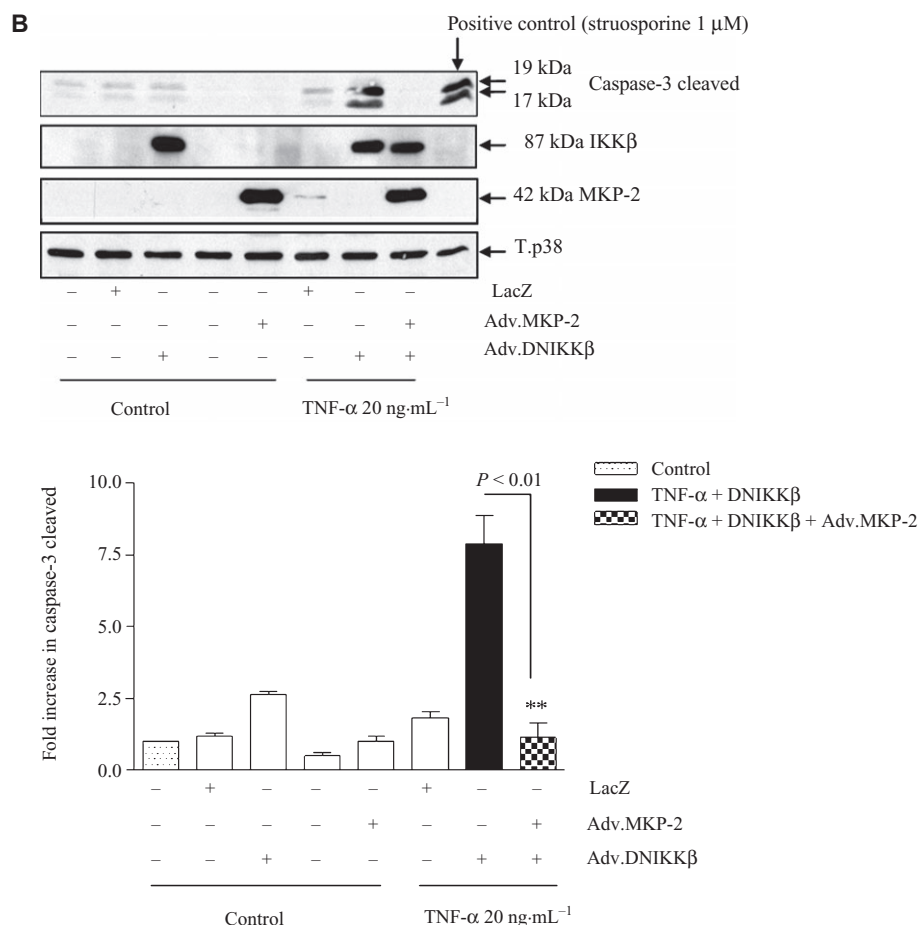 B
Positive control (struosporine 1 µM)
19 kDa
Caspase-3 cleaved
17 kDa
87 kDa IKKβ
42 kDa MKP-2
T.p38
– + – – – + – – LacZ
– – – – + – – + Adv.MKP-2
– – + – – – + + Adv.DNIKKβ
Control
TNF-α 20 ng·mL⁻¹
Fold increase in caspase-3 cleaved
10.0
7.5
5.0
2.5
0.0
P < 0.01
**
Control
TNF-α + DNIKKβ
TNF-α + DNIKKβ + Adv.MKP-2
– + – – – + – – LacZ
– – – – + – – + Adv.MKP-2
– – + – – – + + Adv.DNIKKβ
Control
TNF-α 20 ng·mL⁻¹